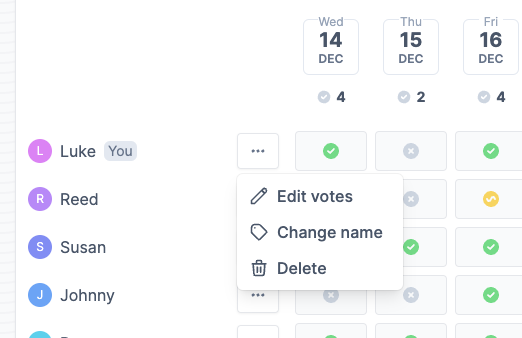 Wed Thu Fri
14 15 16
DEC DEC DEC
4 2 4
L Luke You
R Reed
Edit votes
Change name
S Susan
Delete
J Johnny